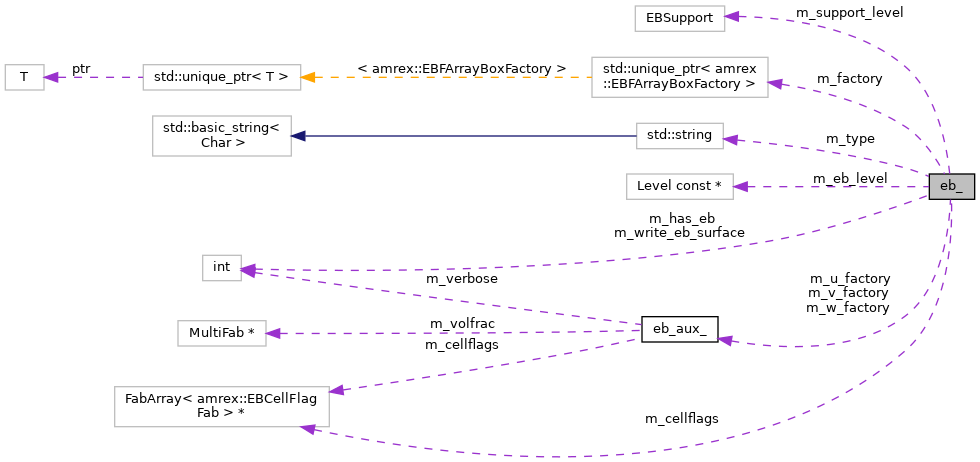 m_support_level
EBSupport
ptr
< amrex::EBFArrayBoxFactory >
std::unique_ptr< amrex
::EBFArrayBoxFactory >
T
std::unique_ptr< T >
m_factory
std::basic_string<
Char >
std::string
m_type
Level const *
m_eb_level
eb_
m_has_eb
m_write_eb_surface
int
m_verbose
m_u_factory
m_v_factory
m_w_factory
MultiFab *
m_volfrac
eb_aux_
m_cellflags
FabArray< amrex::EBCellFlag
Fab > *
m_cellflags